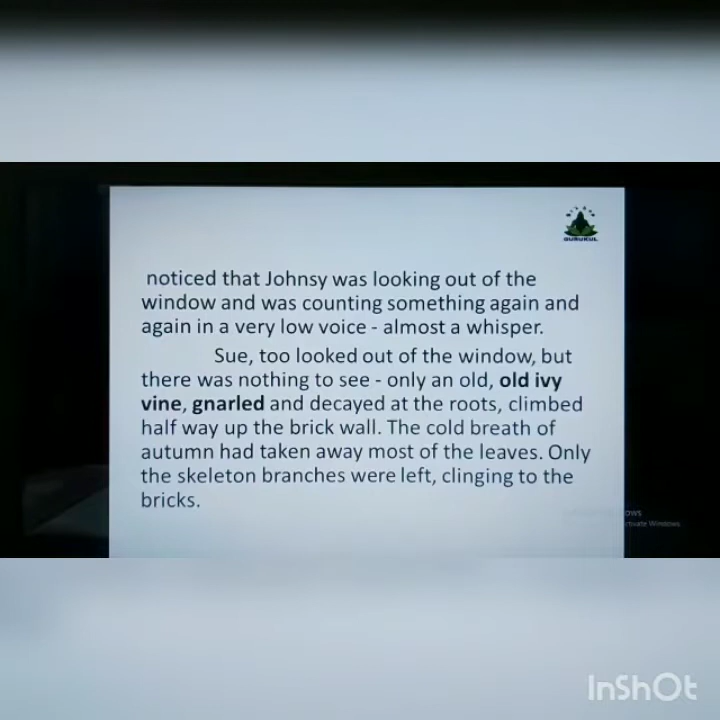 GURUKUL
noticed that Johnsy was looking out of the
window and was counting something again and
again in a very low voice - almost a whisper.
Sue, too looked out of the window, but
there was nothing to see - only an old, old ivy
vine, gnarled and decayed at the roots, climbed
half way up the brick wall. The cold breath of
autumn had taken away most of the leaves. Only
the skeleton branches were left, clinging to the
bricks.
InShOt